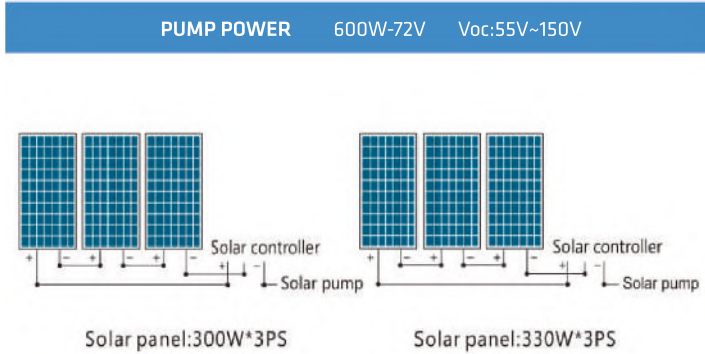 PUMP POWER 600W-72V Voc:55V~150V
+ - + - + - Solar controller + - Solar pump
+ - + - + - Solar controller + - Solar pump
Solar panel:300W*3PS
Solar panel:330W*3PS